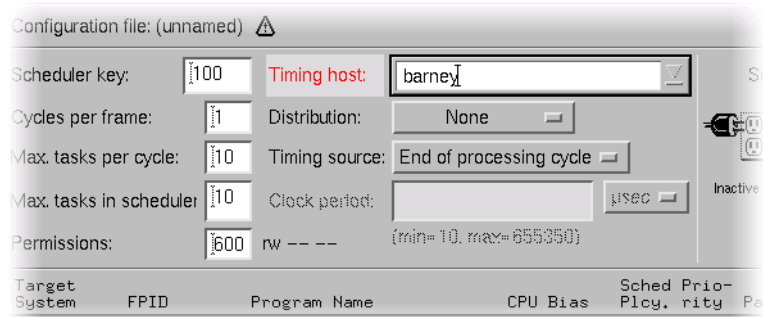 Configuration file: (unnamed)
Scheduler key: 100 Timing host: barney S
Cycles per frame: 1 Distribution: None
Max. tasks per cycle: 10 Timing source: End of processing cycle
Max. tasks in scheduler 10 Clock period: µsec Inactive
Permissions: 600 rw –– –– (min=10, max=655350)
Target Sched Prio-
System FPID Program Name CPU Bias Plcy. rity Pa